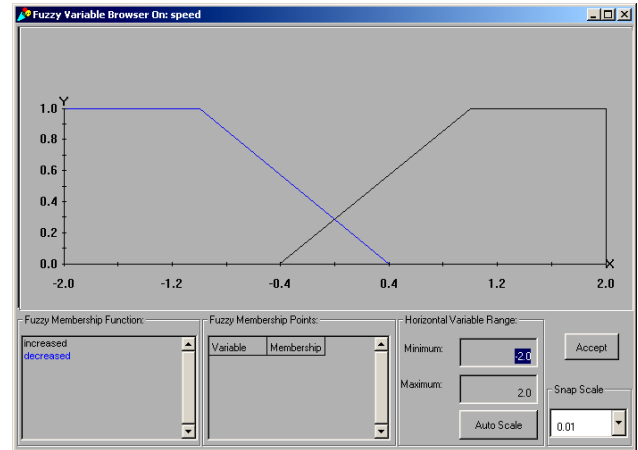 Fuzzy Variable Browser On: speed
Y
1.0
0.8
0.6
0.4
0.2
0.0
X
-2.0 -1.2 -0.4 0.4 1.2 2.0
Fuzzy Membership Function:
increased
decreased
Fuzzy Membership Points:
Variable Membership
Horizontal Variable Range:
Minimum: -2.0
Maximum: 2.0
Auto Scale
Accept
Snap Scale
0.01